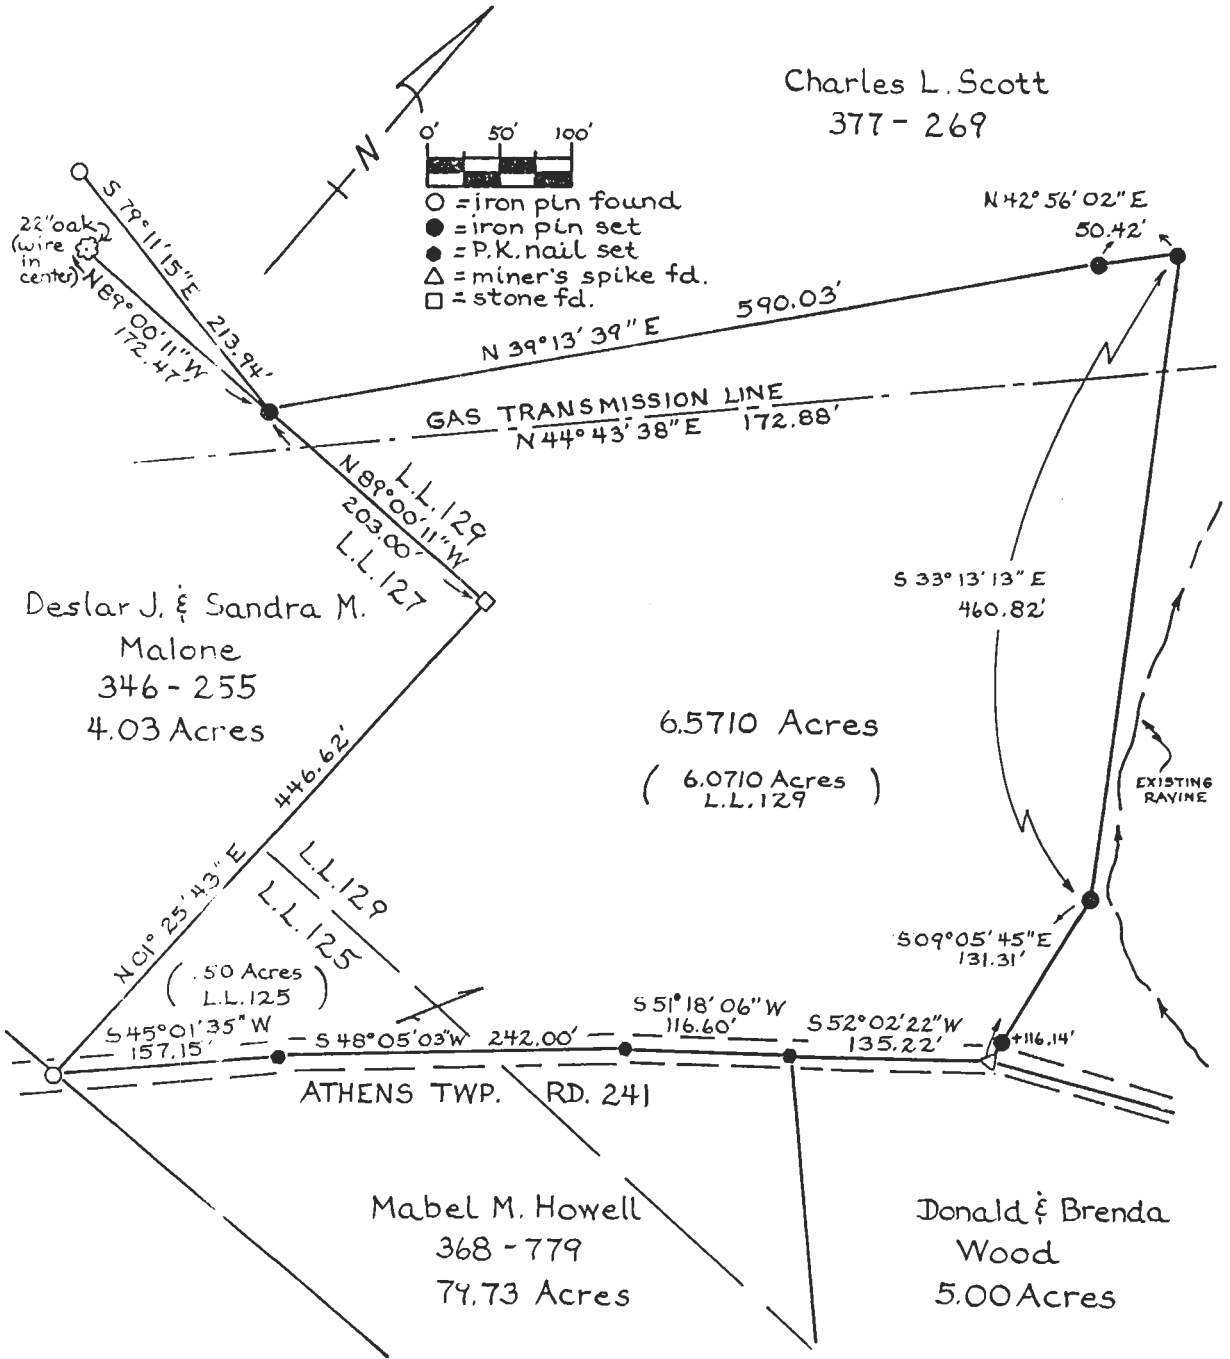 Charles L. Scott
377 - 269
N
0' 50' 100'
○ = iron pin found
● = iron pin set
● = P.K. nail set
△ = miner's spike fd.
□ = stone fd.
N 42° 56' 02" E
50.42'
S 79° 11' 15" E
213.94'
22" oak
(wire
in
center)
N 89° 00' 11" W
172.47'
N 39° 13' 39" E 590.03'
GAS TRANSMISSION LINE
N 44° 43' 38" E 172.88'
L.L. 129
N 89° 00' 11" W
203.00'
L.L. 127
S 33° 13' 13" E
460.82'
Deslar J. & Sandra M.
Malone
346 - 255
4.03 Acres
6.5710 Acres
( 6.0710 Acres
L.L. 129 )
EXISTING
RAVINE
N 01° 25' 43" E 446.62'
L.L. 129
L.L. 125
( .50 Acres
L.L. 125 )
S 09° 05' 45" E
131.31'
S 45° 01' 35" W
157.15'
S 48° 05' 03" W 242.00'
S 51° 18' 06" W
116.60'
S 52° 02' 22" W
135.22'
+116.14'
ATHENS TWP. RD. 241
Mabel M. Howell
368 - 779
Acres
Donald & Brenda
Wood
5.00 Acres